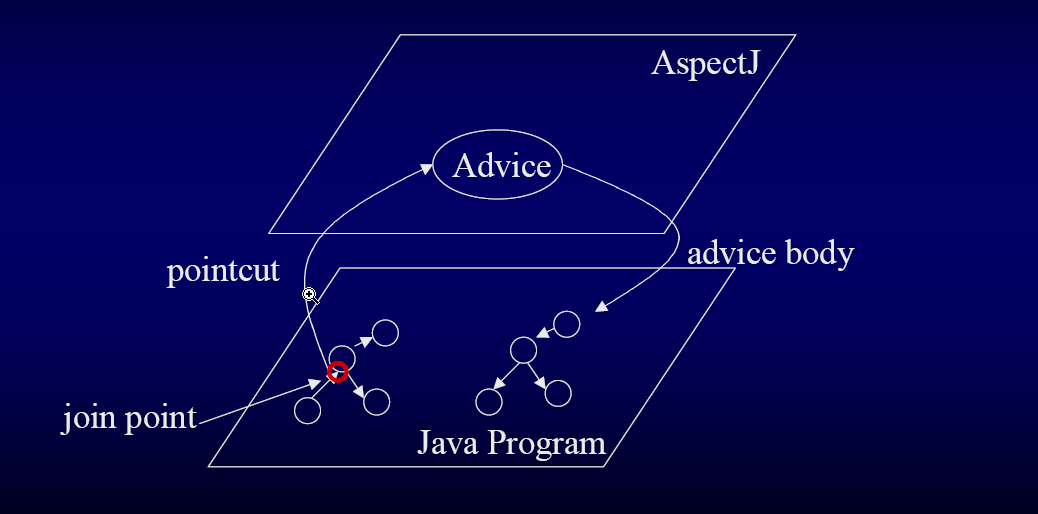 AspectJ
Advice
advice body
pointcut
join point
Java Program